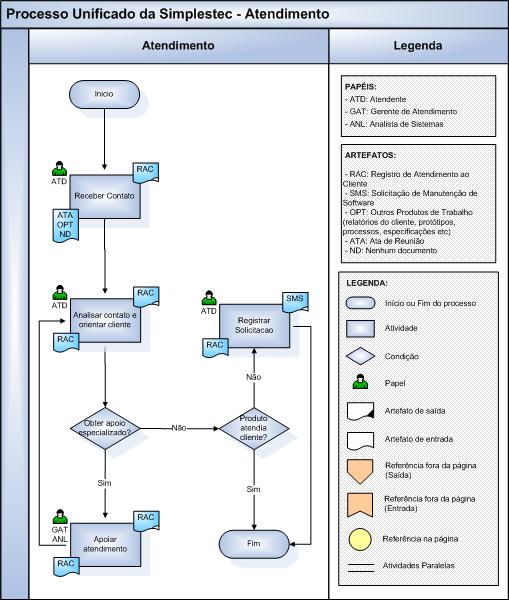 Processo Unificado da Simplestec - Atendimento
Atendimento
Início
RAC
ATD
Receber Contato
ATA
OPT
ND
RAC
ATD
Analisar contato e
orientar cliente
RAC
SMS
ATD
Registrar
Solicitacao
RAC
Não
Obter apoio
especializado?
Não
Produto
atendia
cliente?
Sim
Sim
RAC
GAT
ANL
Apoiar
atendimento
RAC
Fim
Legenda
PAPÉIS:
- ATD: Atendente
- GAT: Gerente de Atendimento
- ANL: Analista de Sistemas
ARTEFATOS:
- RAC: Registro de Atendimento ao
Cliente
- SMS: Solicitação de Manutenção de
Software
- OPT: Outros Produtos de Trabalho
(relatórios do cliente, protótipos,
processos, especificações etc)
- ATA: Ata de Reunião
- ND: Nenhum documento
LEGENDA:
Início ou Fim do processo
Atividade
Condição
Papel
Artefato de saída
Artefato de entrada
Referência fora da página
(Saída)
Referência fora da página
(Entrada)
Referência na página
Atividades Paralelas